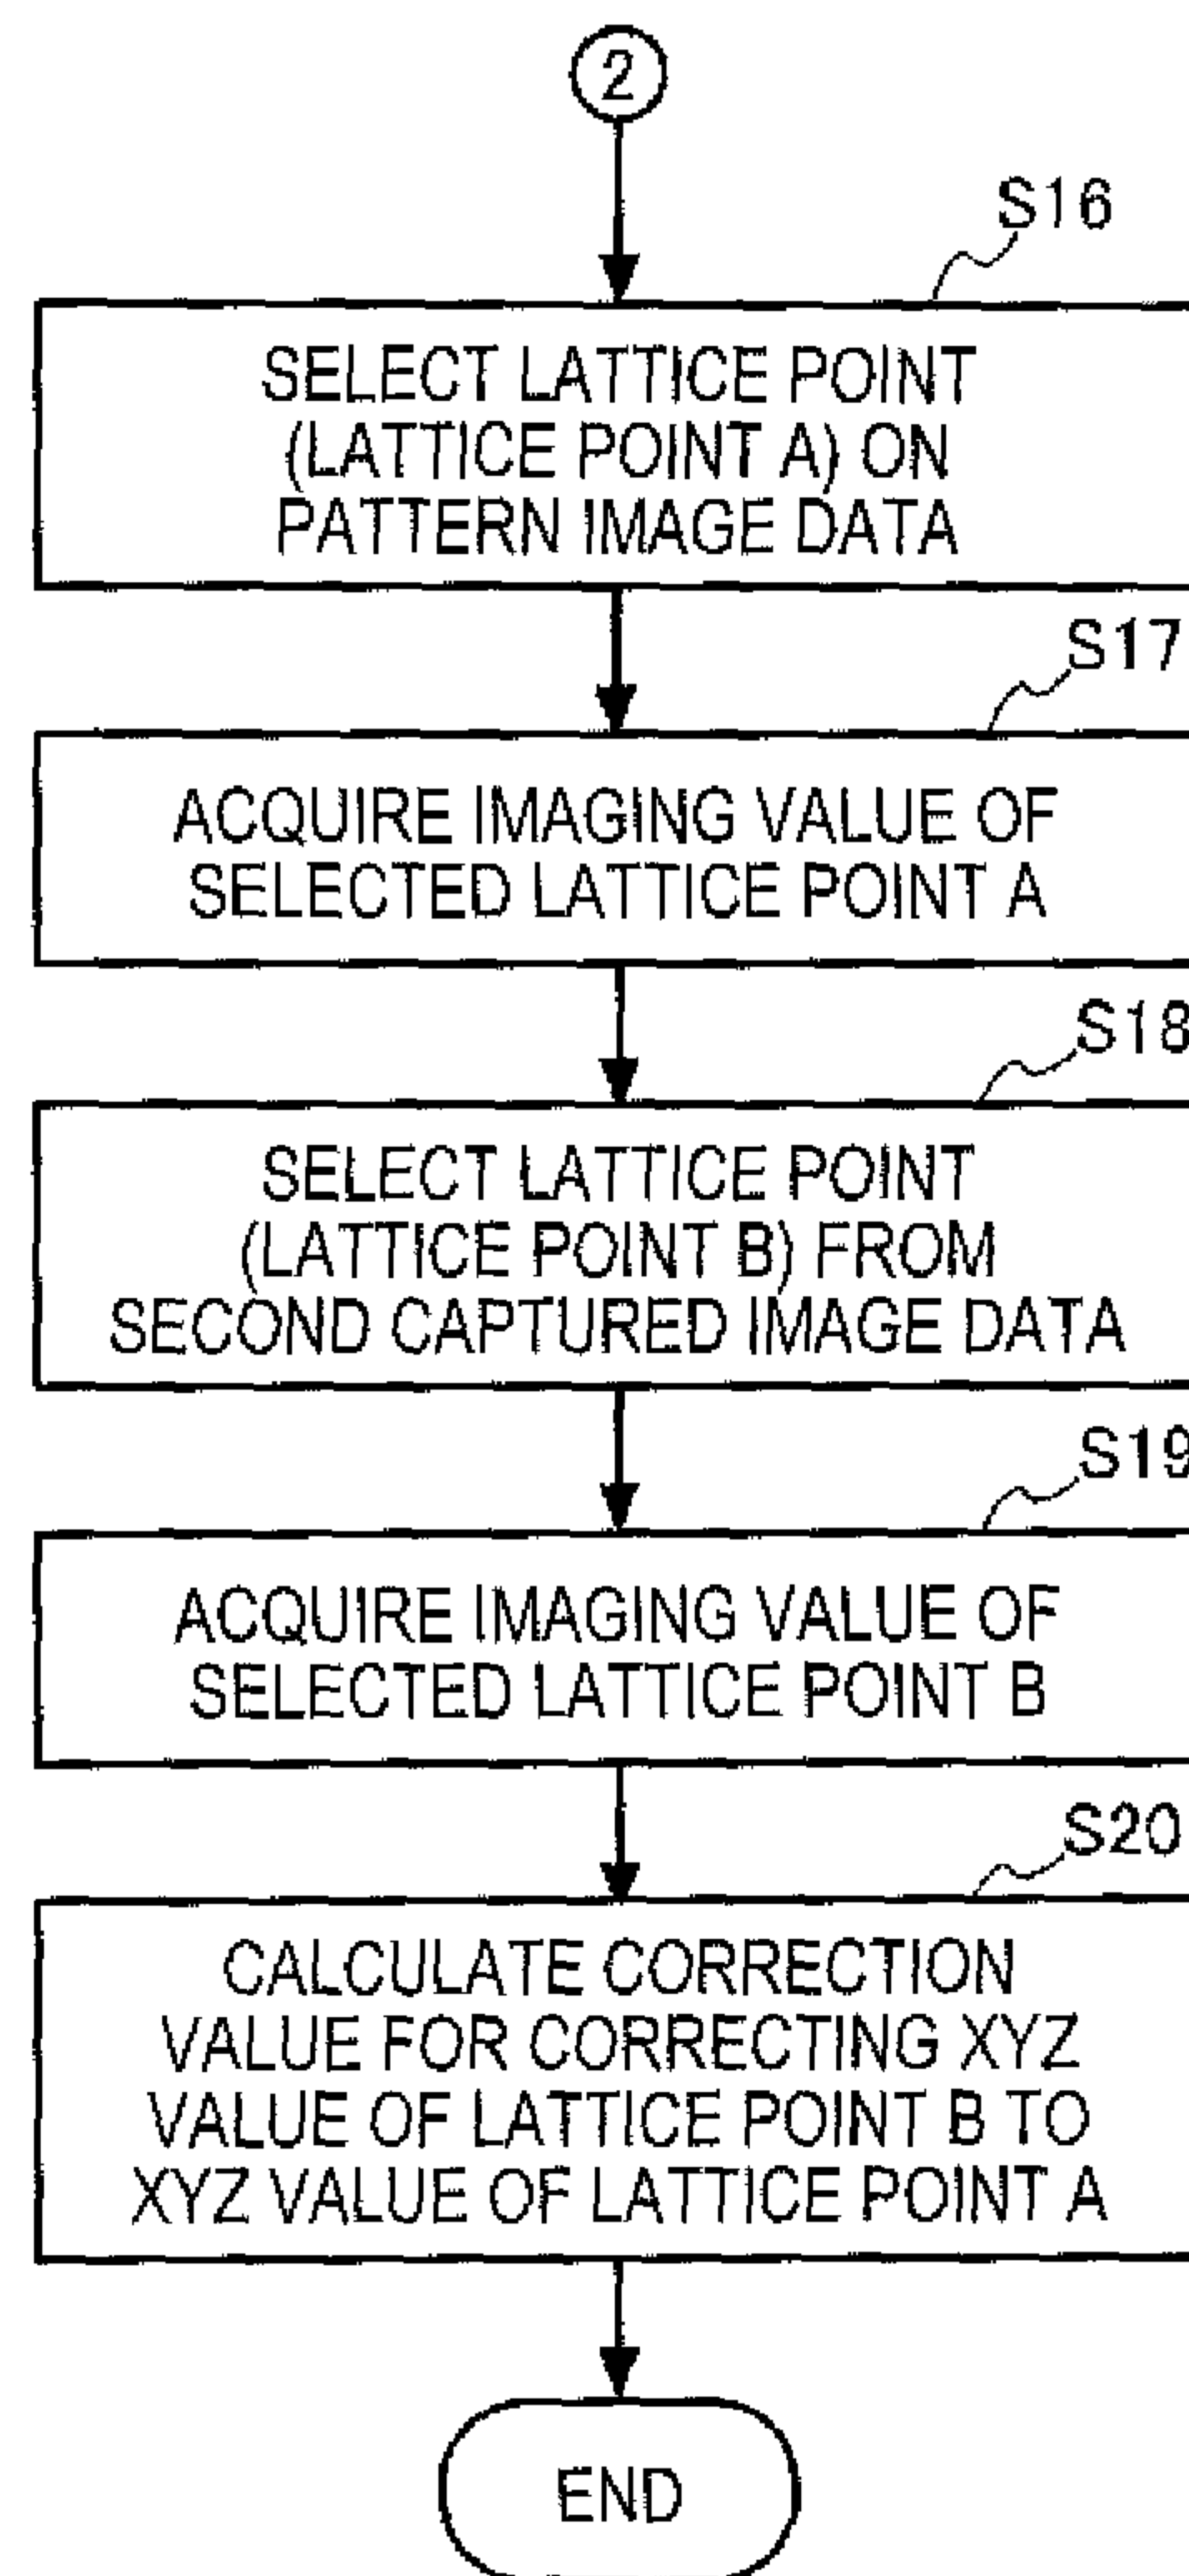 2
S16
SELECT LATTICE POINT
(LATTICE POINT A) ON
PATTERN IMAGE DATA
S17
ACQUIRE IMAGING VALUE OF
SELECTED LATTICE POINT A
S18
SELECT LATTICE POINT
(LATTICE POINT B) FROM
SECOND CAPTURED IMAGE DATA
S19
ACQUIRE IMAGING VALUE OF
SELECTED LATTICE POINT B
S20
CALCULATE CORRECTION
VALUE FOR CORRECTING XYZ
VALUE OF LATTICE POINT B TO
XYZ VALUE OF LATTICE POINT A
END